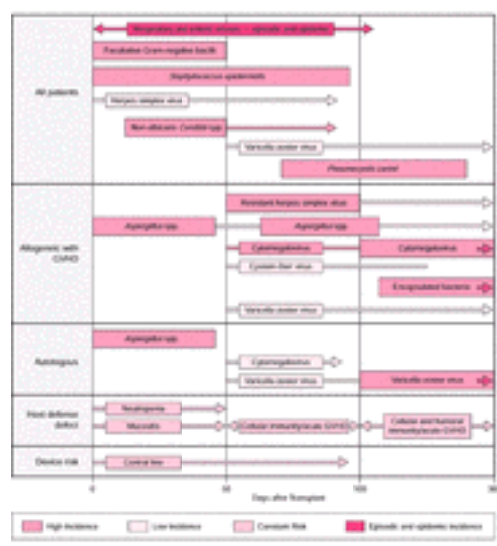 Respiratory and enteric viruses — episodic and epidemic
Facultative Gram-negative bacilli
Staphylococcus epidermidis
All patients
Herpes simplex virus
Non-albicans Candida spp.
Varicella zoster virus
Pneumocystis carinii
Resistant herpes simplex virus
Aspergillus spp.
Aspergillus spp.
Allogeneic with
GVHD
Cytomegalovirus
Cytomegalovirus
Epstein-Barr virus
Encapsulated bacteria
Varicella zoster virus
Aspergillus spp.
Autologous
Cytomegalovirus
Varicella zoster virus
Varicella zoster virus
Host defense
defect
Neutropenia
Mucositis
Cellular immunity/acute GVHD
Cellular and humoral
immunity/acute GVHD
Device risk
Central line
0
50
100
Days after Transplant
High Incidence
Low Incidence
Constant Risk
Episodic and epidemic incidence